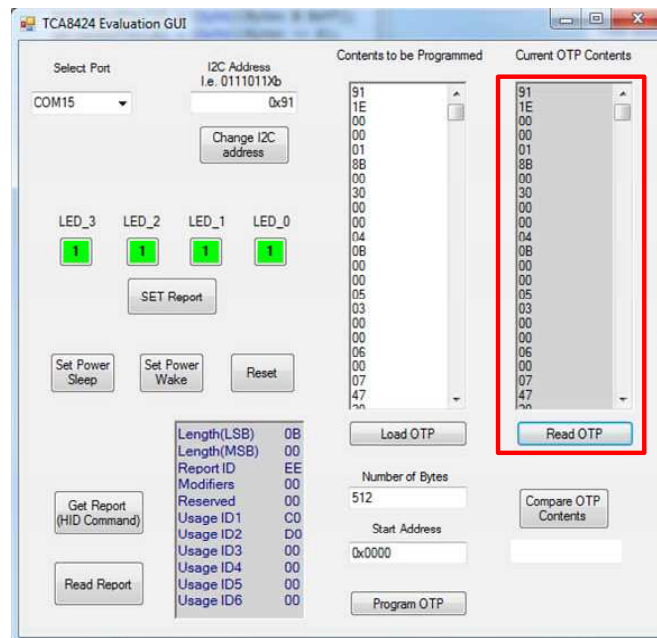 TCA8424 Evaluation GUI
Select Port
COM15
I2C Address
I.e. 0111011Xb
0x91
Change I2C
address
LED_3 LED_2 LED_1 LED_0
1 1 1 1
SET Report
Set Power
Sleep
Set Power
Wake
Reset
Get Report
(HID Command)
Read Report
Length(LSB) 0B
Length(MSB) 00
Report ID EE
Modifiers 00
Reserved 00
Usage ID1 C0
Usage ID2 D0
Usage ID3 00
Usage ID4 00
Usage ID5 00
Usage ID6 00
Contents to be Programmed
91
1E
00
00
01
8B
00
30
00
00
04
0B
00
00
05
03
00
00
06
00
07
47
Load OTP
Number of Bytes
512
Start Address
0x0000
Program OTP
Current OTP Contents
91
1E
00
00
01
8B
00
30
00
00
04
0B
00
00
05
03
00
00
06
00
07
47
Read OTP
Compare OTP
Contents